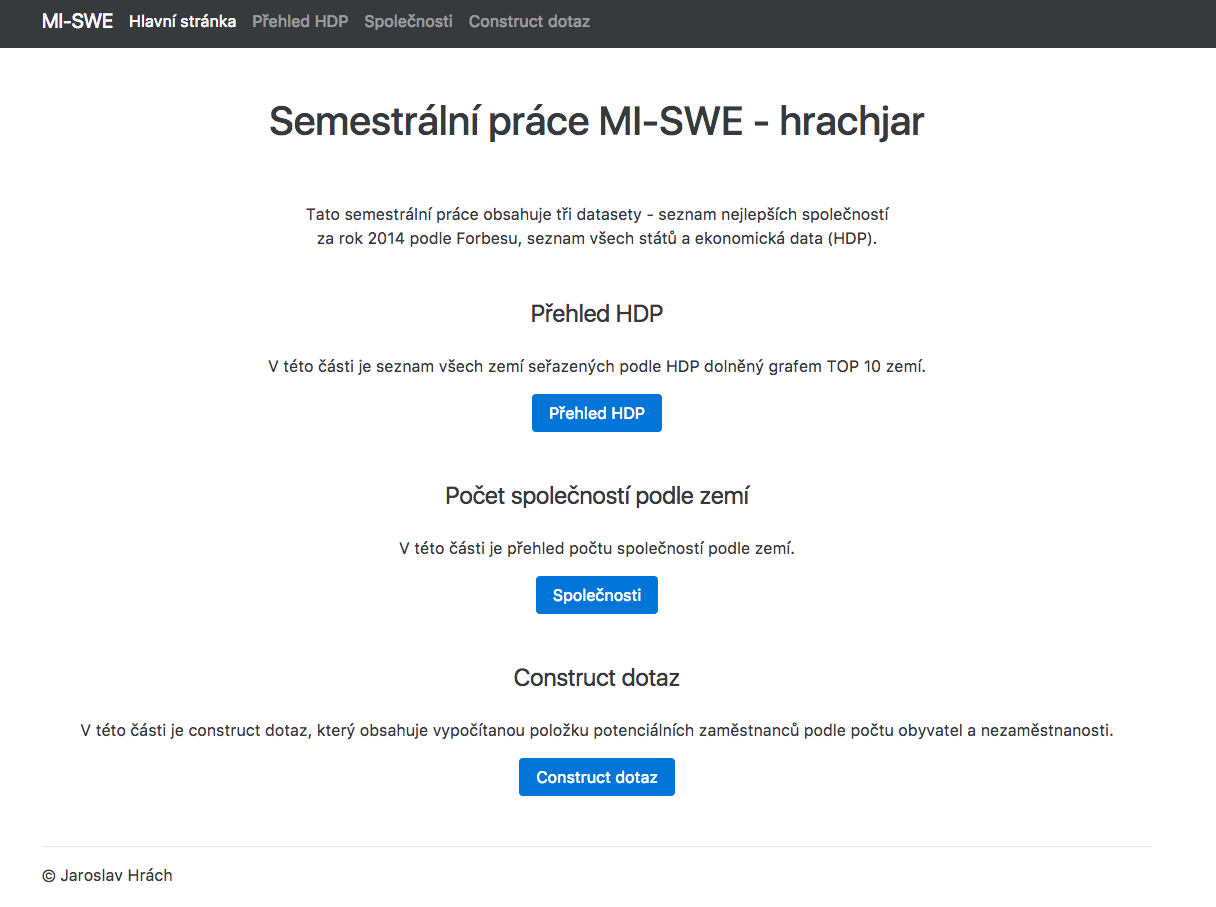 MI-SWE Hlavní stránka Přehled HDP Společnosti Construct dotaz
Semestrální práce MI-SWE - hrachjar
Tato semestrální práce obsahuje tři datasety - seznam nejlepších společností
za rok 2014 podle Forbesu, seznam všech států a ekonomická data (HDP).
Přehled HDP
V této části je seznam všech zemí seřazených podle HDP dolněný grafem TOP 10 zemí.
Přehled HDP
Počet společností podle zemí
V této části je přehled počtu společností podle zemí.
Společnosti
Construct dotaz
V této části je construct dotaz, který obsahuje vypočítanou položku potenciálních zaměstnanců podle počtu obyvatel a nezaměstnanosti.
Construct dotaz
© Jaroslav Hrách